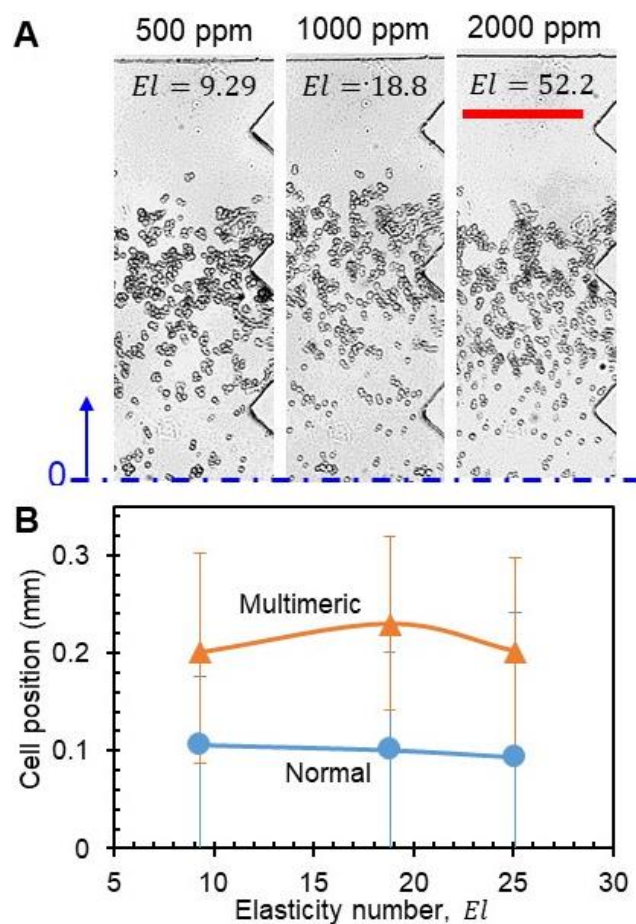 A
500 ppm 1000 ppm 2000 ppm
El = 9.29 El = 18.8 El = 52.2
0
B
0.3
0.2
0.1
0
Cell position (mm)
Multimeric
Normal
5 10 15 20 25 30
Elasticity number, El